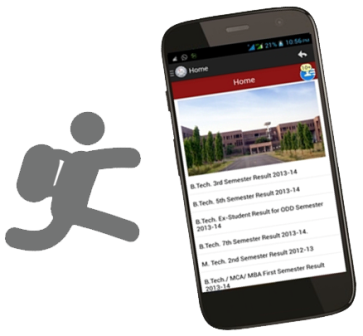 21% 10:56 PM
Home
Home
B.Tech. 3rd Semester Result 2013-14
B.Tech. 5th Semester Result 2013-14
B.Tech. Ex-Student Result for ODD Semester
2013-14
B.Tech. 7th Semester Result 2013-14.
M. Tech. 2nd Semester Result 2012-13
B.Tech./ MCA/ MBA First Semester Result
2013-14